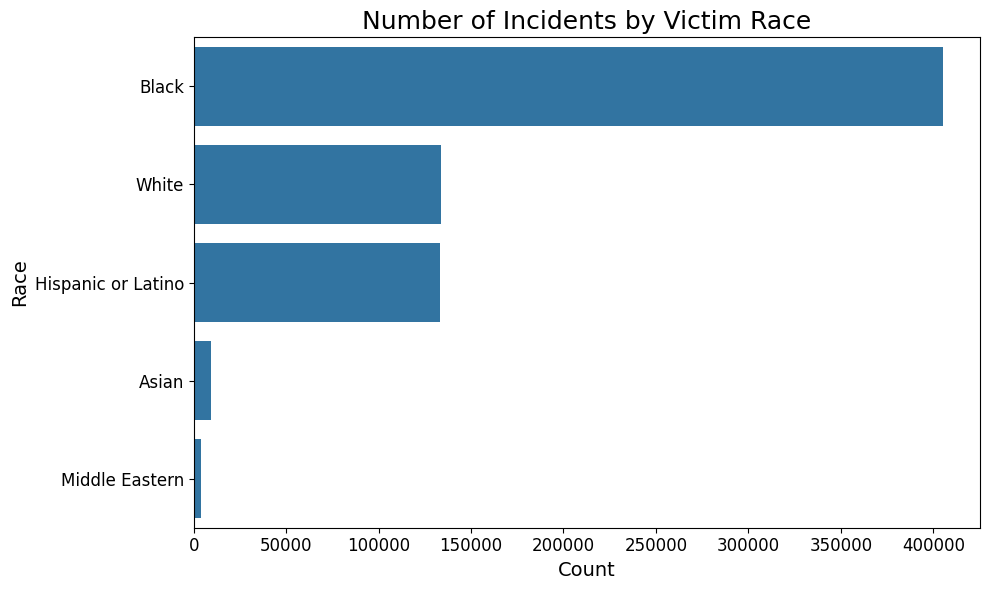 Number of Incidents by Victim Race
Race
Black
White
Hispanic or Latino
Asian
Middle Eastern
0 50000 100000 150000 200000 250000 300000 350000 400000
Count